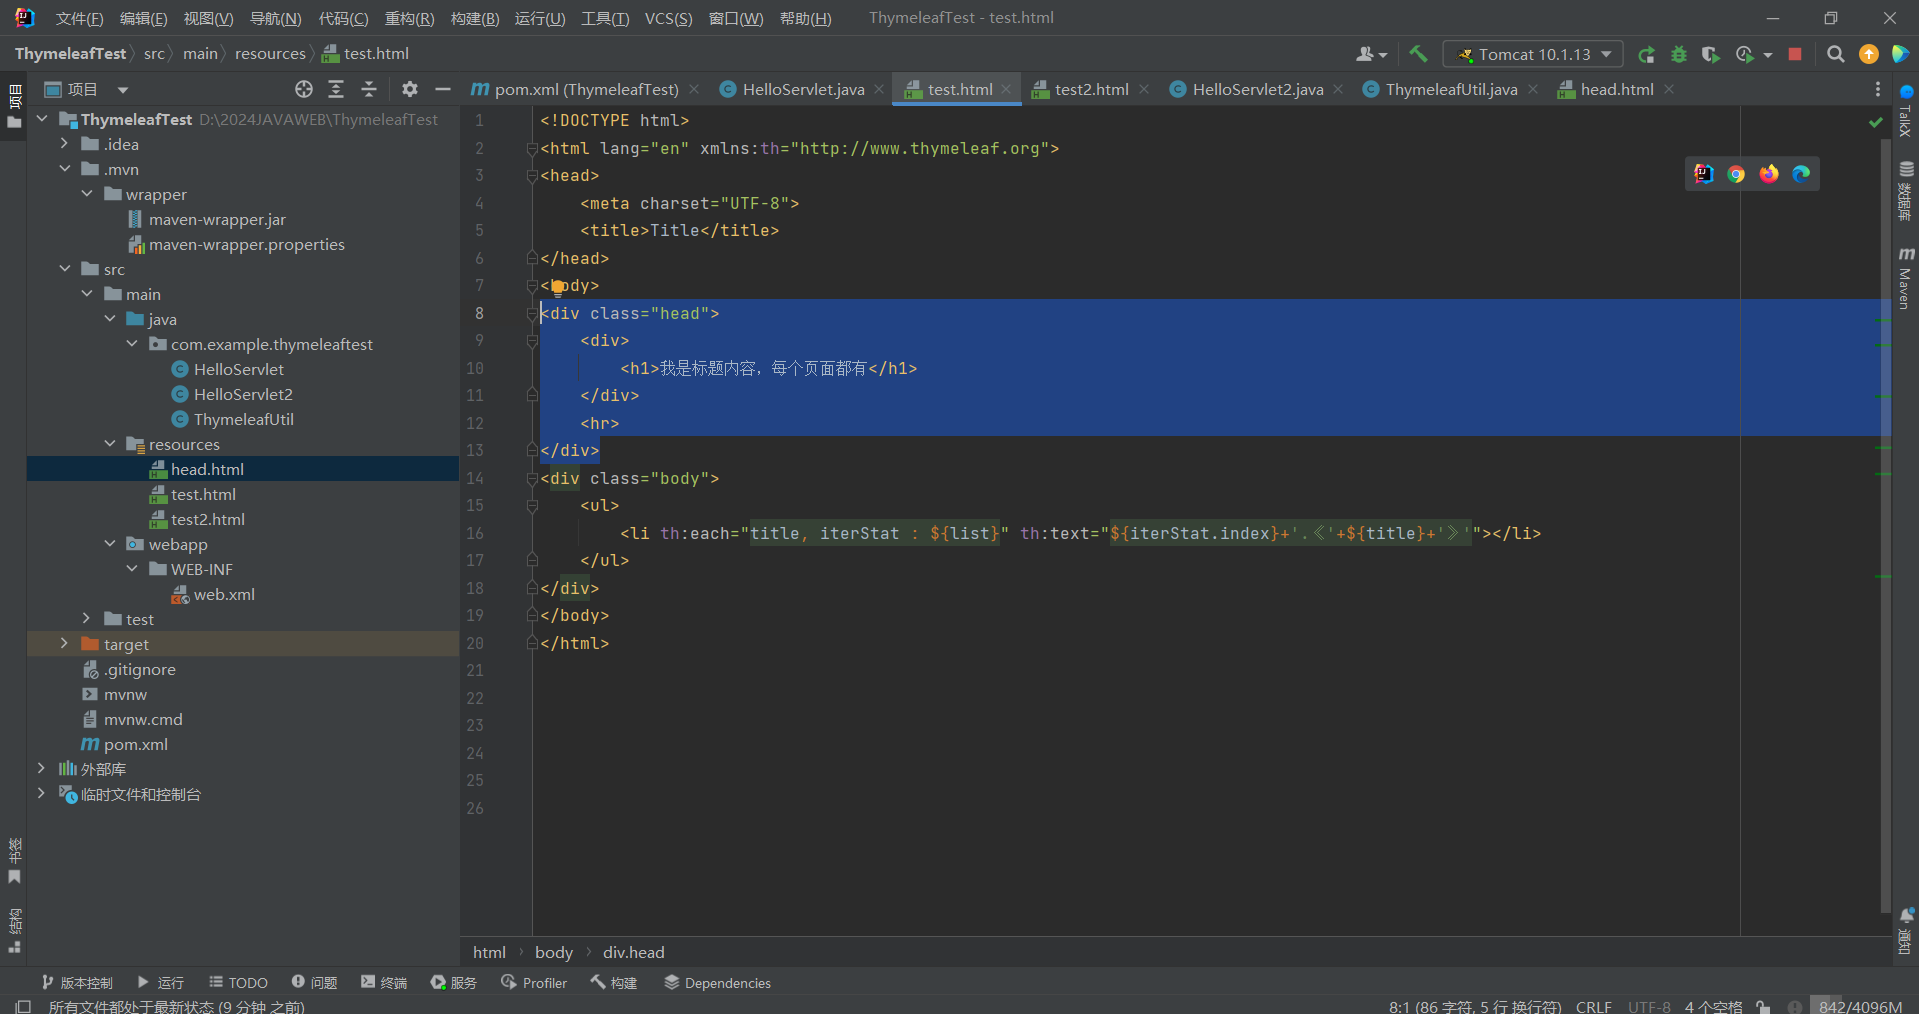 文件(F) 编辑(E) 视图(V) 导航(N) 代码(C) 重构(R) 构建(B) 运行(U) 工具(T) VCS(S) 窗口(W) 帮助(H) ThymeleafTest - test.html
ThymeleafTest src main resources test.html Tomcat 10.1.13
项目
项目
pom.xml (ThymeleafTest) HelloServlet.java test.html test2.html HelloServlet2.java ThymeleafUtil.java head.html
ThymeleafTest D:\2024JAVAWEB\ThymeleafTest
.idea
.mvn
wrapper
maven-wrapper.jar
maven-wrapper.properties
src
main
java
com.example.thymeleaftest
HelloServlet
HelloServlet2
ThymeleafUtil
resources
head.html
test.html
test2.html
webapp
WEB-INF
web.xml
test
target
.gitignore
mvnw
mvnw.cmd
pom.xml
外部库
临时文件和控制台
书签
结构
1 <!DOCTYPE html>
2 <html lang="en" xmlns:th="http://www.thymeleaf.org">
3 <head>
4 <meta charset="UTF-8">
5 <title>Title</title>
6 </head>
7 <body>
8 <div class="head">
9 <div>
10 <h1>我是标题内容，每个页面都有</h1>
11 </div>
12 <hr>
13 </div>
14 <div class="body">
15 <ul>
16 <li th:each="title, iterStat : ${list}" th:text="${iterStat.index}+'.《'+${title}+'》'"></li>
17 </ul>
18 </div>
19 </body>
20 </html>
21
22
23
24
25
26
TalkX
数据库
m Maven
通知
html body div.head
版本控制 运行 TODO 问题 终端 服务 Profiler 构建 Dependencies
所有文件都处于最新状态 (9 分钟 之前) 8:1 (86 字符, 5 行 换行符) CRLF UTF-8 4 个空格 842/4096M